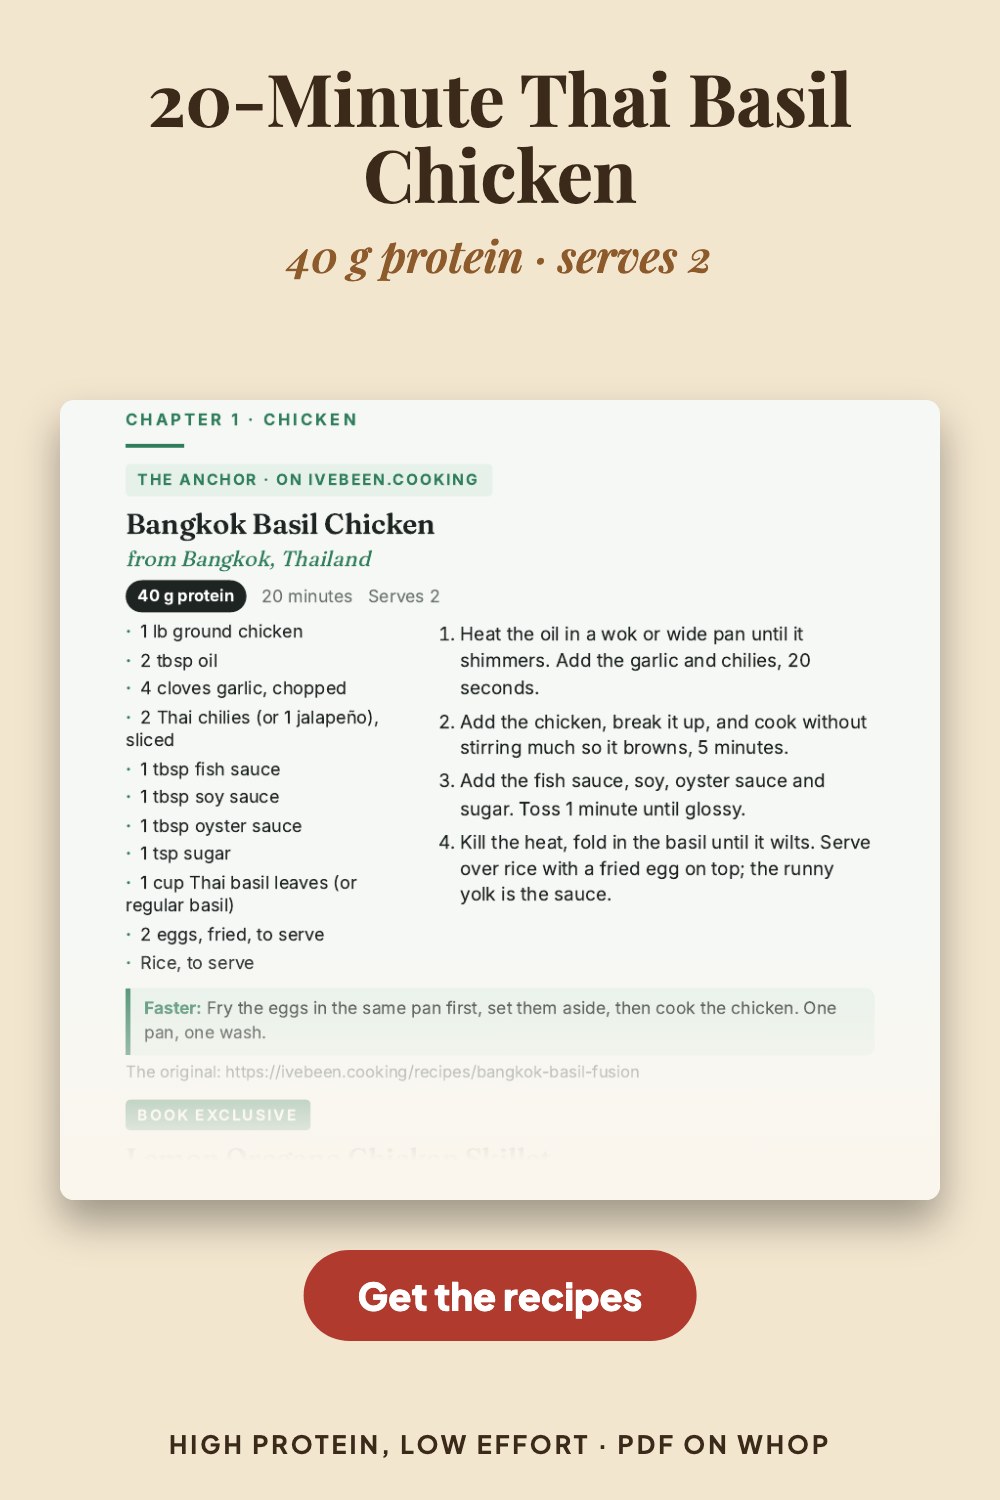 20-Minute Thai Basil
Chicken
40 g protein · serves 2
CHAPTER 1 · CHICKEN
THE ANCHOR · ON IVEBEEN.COOKING
Bangkok Basil Chicken
from Bangkok, Thailand
40 g protein 20 minutes Serves 2
· 1 lb ground chicken
· 2 tbsp oil
· 4 cloves garlic, chopped
· 2 Thai chilies (or 1 jalapeño),
sliced
· 1 tbsp fish sauce
· 1 tbsp soy sauce
· 1 tbsp oyster sauce
· 1 tsp sugar
· 1 cup Thai basil leaves (or
regular basil)
· 2 eggs, fried, to serve
· Rice, to serve
1. Heat the oil in a wok or wide pan until it
shimmers. Add the garlic and chilies, 20
seconds.
2. Add the chicken, break it up, and cook without
stirring much so it browns, 5 minutes.
3. Add the fish sauce, soy, oyster sauce and
sugar. Toss 1 minute until glossy.
4. Kill the heat, fold in the basil until it wilts. Serve
over rice with a fried egg on top; the runny
yolk is the sauce.
Faster: Fry the eggs in the same pan first, set them aside, then cook the chicken. One
pan, one wash.
The original: https://ivebeen.cooking/recipes/bangkok-basil-fusion
BOOK EXCLUSIVE
Lemon Oregano Chicken Skillet
Get the recipes
HIGH PROTEIN, LOW EFFORT · PDF ON WHOP